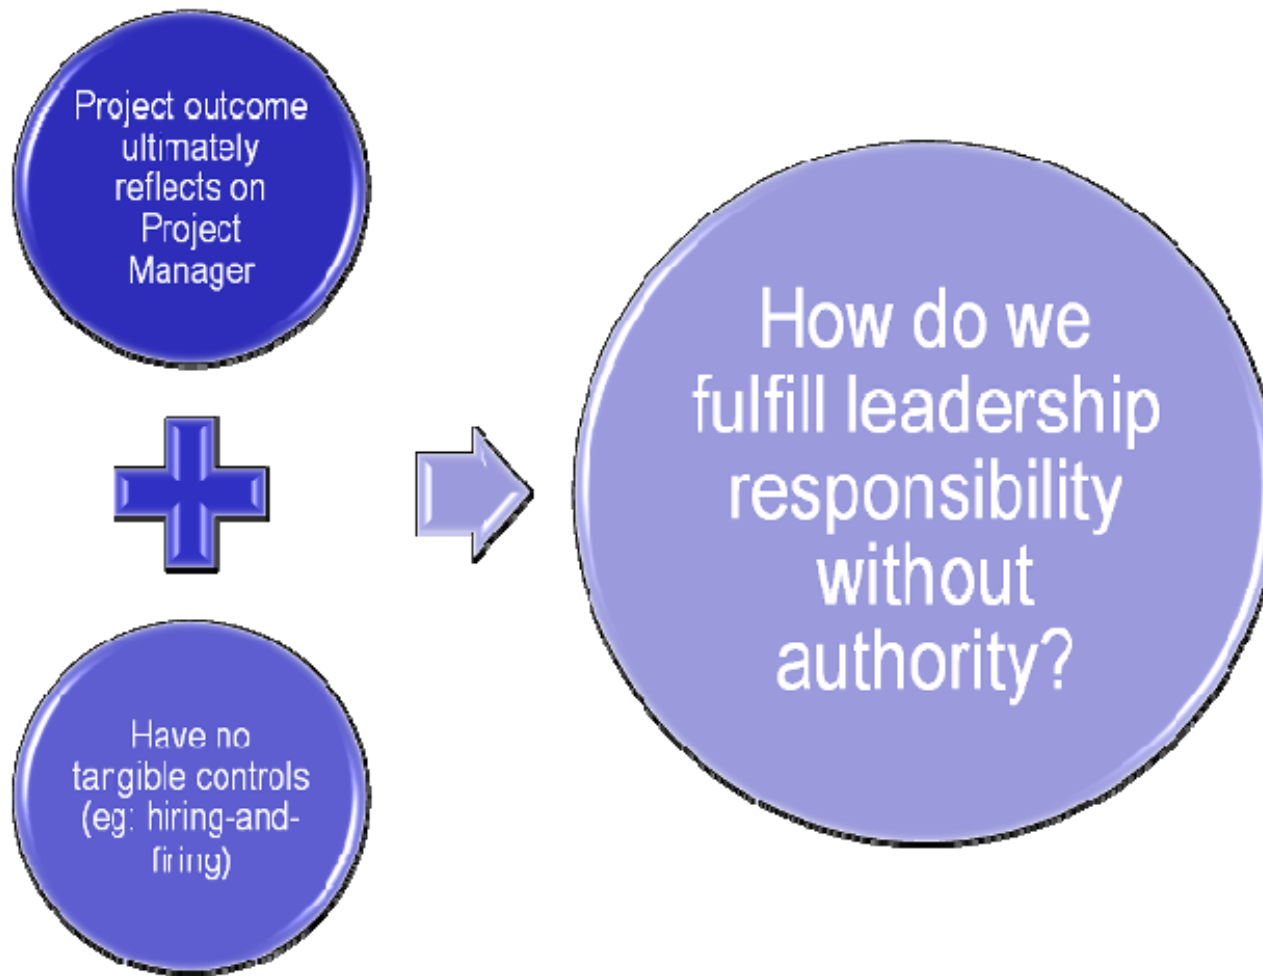 Project outcome
ultimately
reflects on
Project
Manager
Have no
tangible controls
(eg: hiring-and-
firing)
How do we
fulfill leadership
responsibility
without
authority?